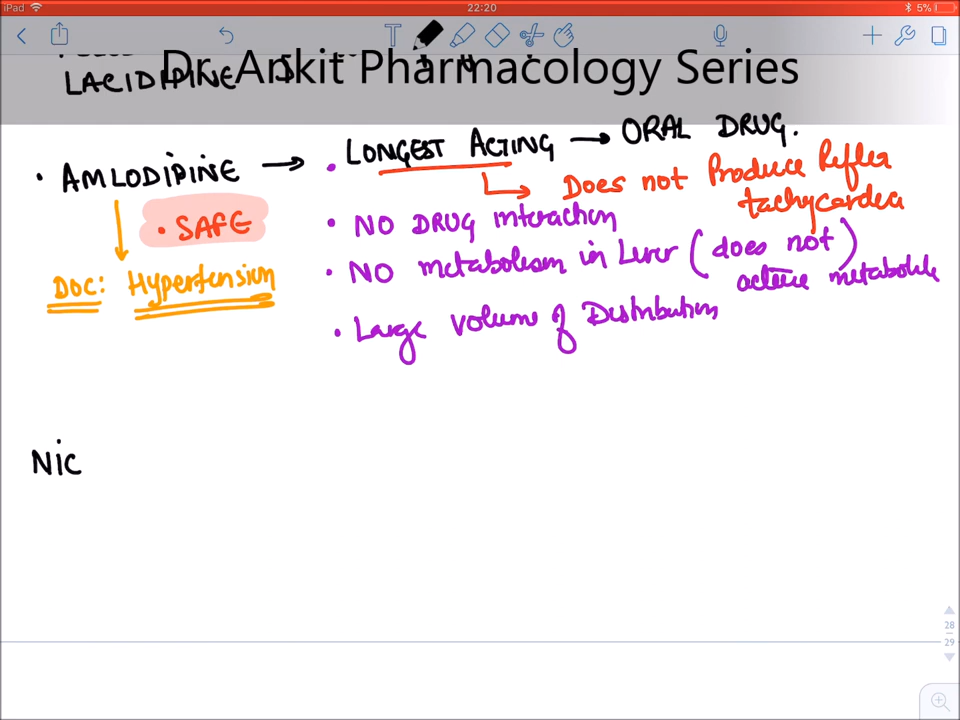 iPad 22:20 5%
Dr. Ankit Pharmacology Series
LACIDIPINE
• AMLODIPINE → • LONGEST ACTING → ORAL DRUG.
Does not Produce Reflex
tachycardea
• SAFE
• NO DRUG interaction
• NO metabolism in Liver (does not)
active metabolite
DOC: Hypertension
• Large volume of Distribution
Nic
28
29